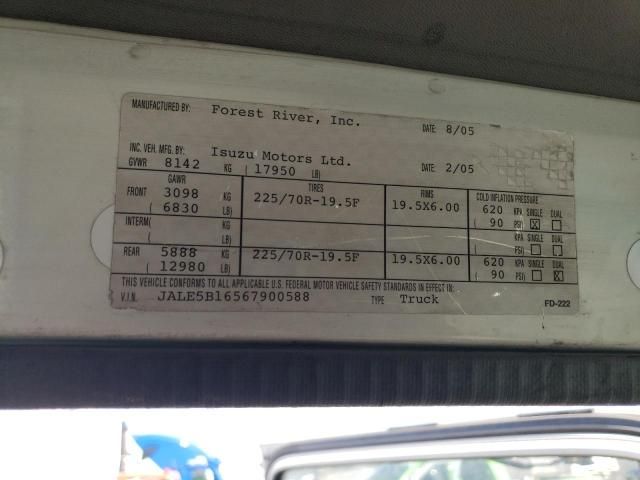 MANUFACTURED BY: Forest River, Inc. DATE: 8/05
INC. VEH. MFG. BY: Isuzu Motors Ltd. DATE: 2/05
GVWR 8142 KG ( 17950 LB)
GAWR TIRES RIMS COLD INFLATION PRESSURE
FRONT 3098 KG 225/70R-19.5F 19.5X6.00 620 KPA SINGLE DUAL
( 6830 LB) ( 90 PSI) X
INTERM( KG KPA SINGLE DUAL
( LB) PSI)
REAR 5888 KG 225/70R-19.5F 19.5X6.00 620 KPA SINGLE DUAL
( 12980 LB) ( 90 PSI) X
THIS VEHICLE CONFORMS TO ALL APPLICABLE U.S. FEDERAL MOTOR VEHICLE SAFETY STANDARDS IN EFFECT IN:
V.I.N. JALE5B16567900588 TYPE Truck FD-222